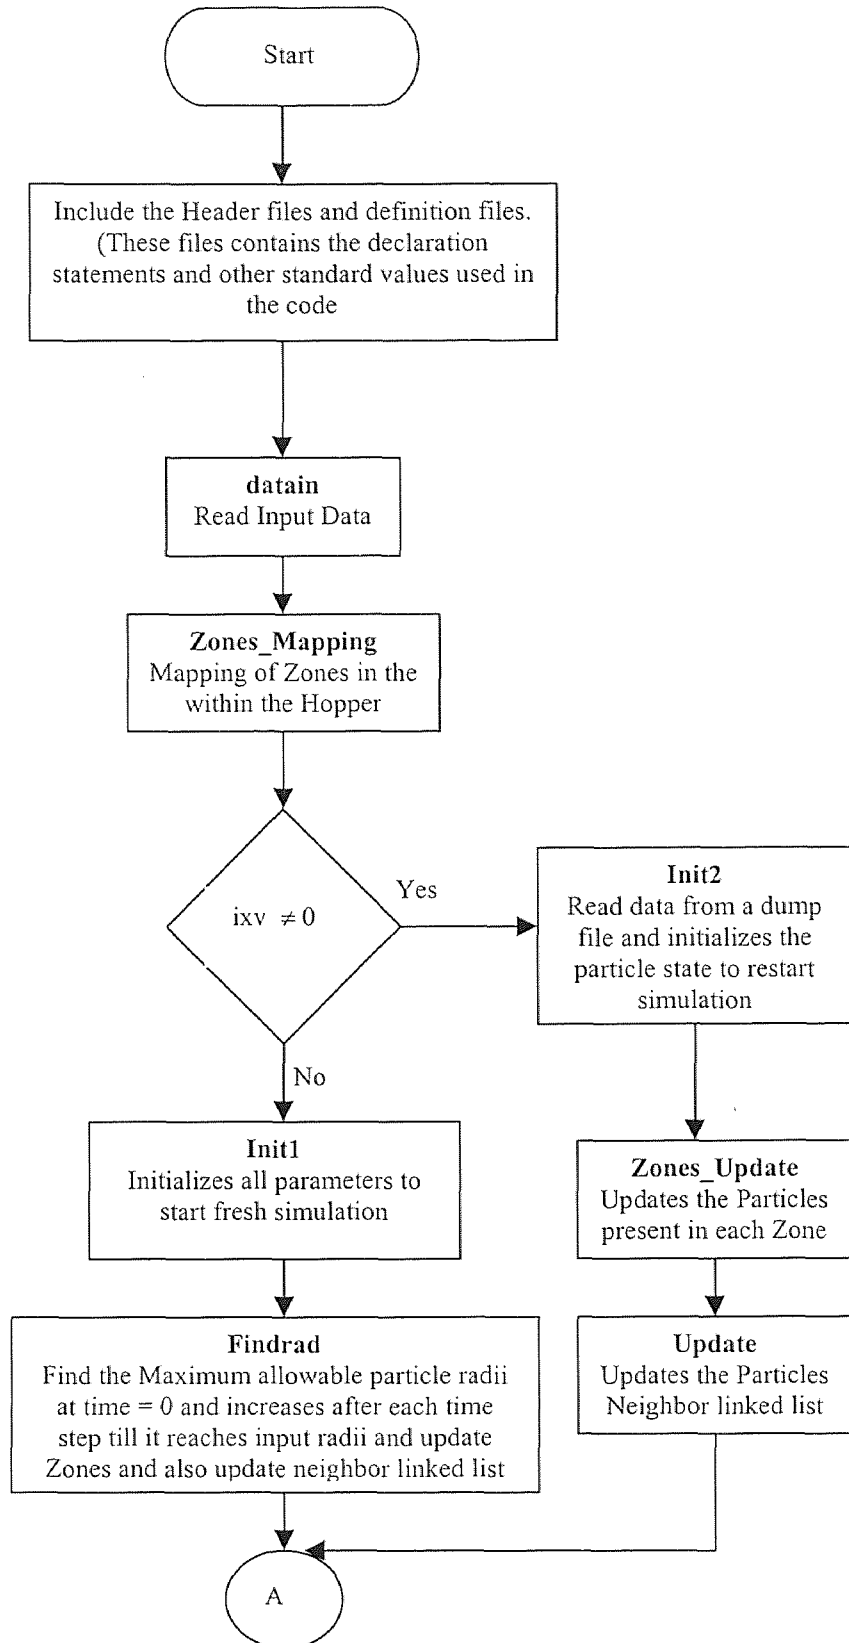 Start
Include the Header files and definition files.
(These files contains the declaration
statements and other standard values used in
the code
datain
Read Input Data
Zones_Mapping
Mapping of Zones in the
within the Hopper
ixv ≠ 0
Yes
No
Init2
Read data from a dump
file and initializes the
particle state to restart
simulation
Init1
Initializes all parameters to
start fresh simulation
Zones_Update
Updates the Particles
present in each Zone
Findrad
Find the Maximum allowable particle radii
at time = 0 and increases after each time
step till it reaches input radii and update
Zones and also update neighbor linked list
Update
Updates the Particles
Neighbor linked list
A